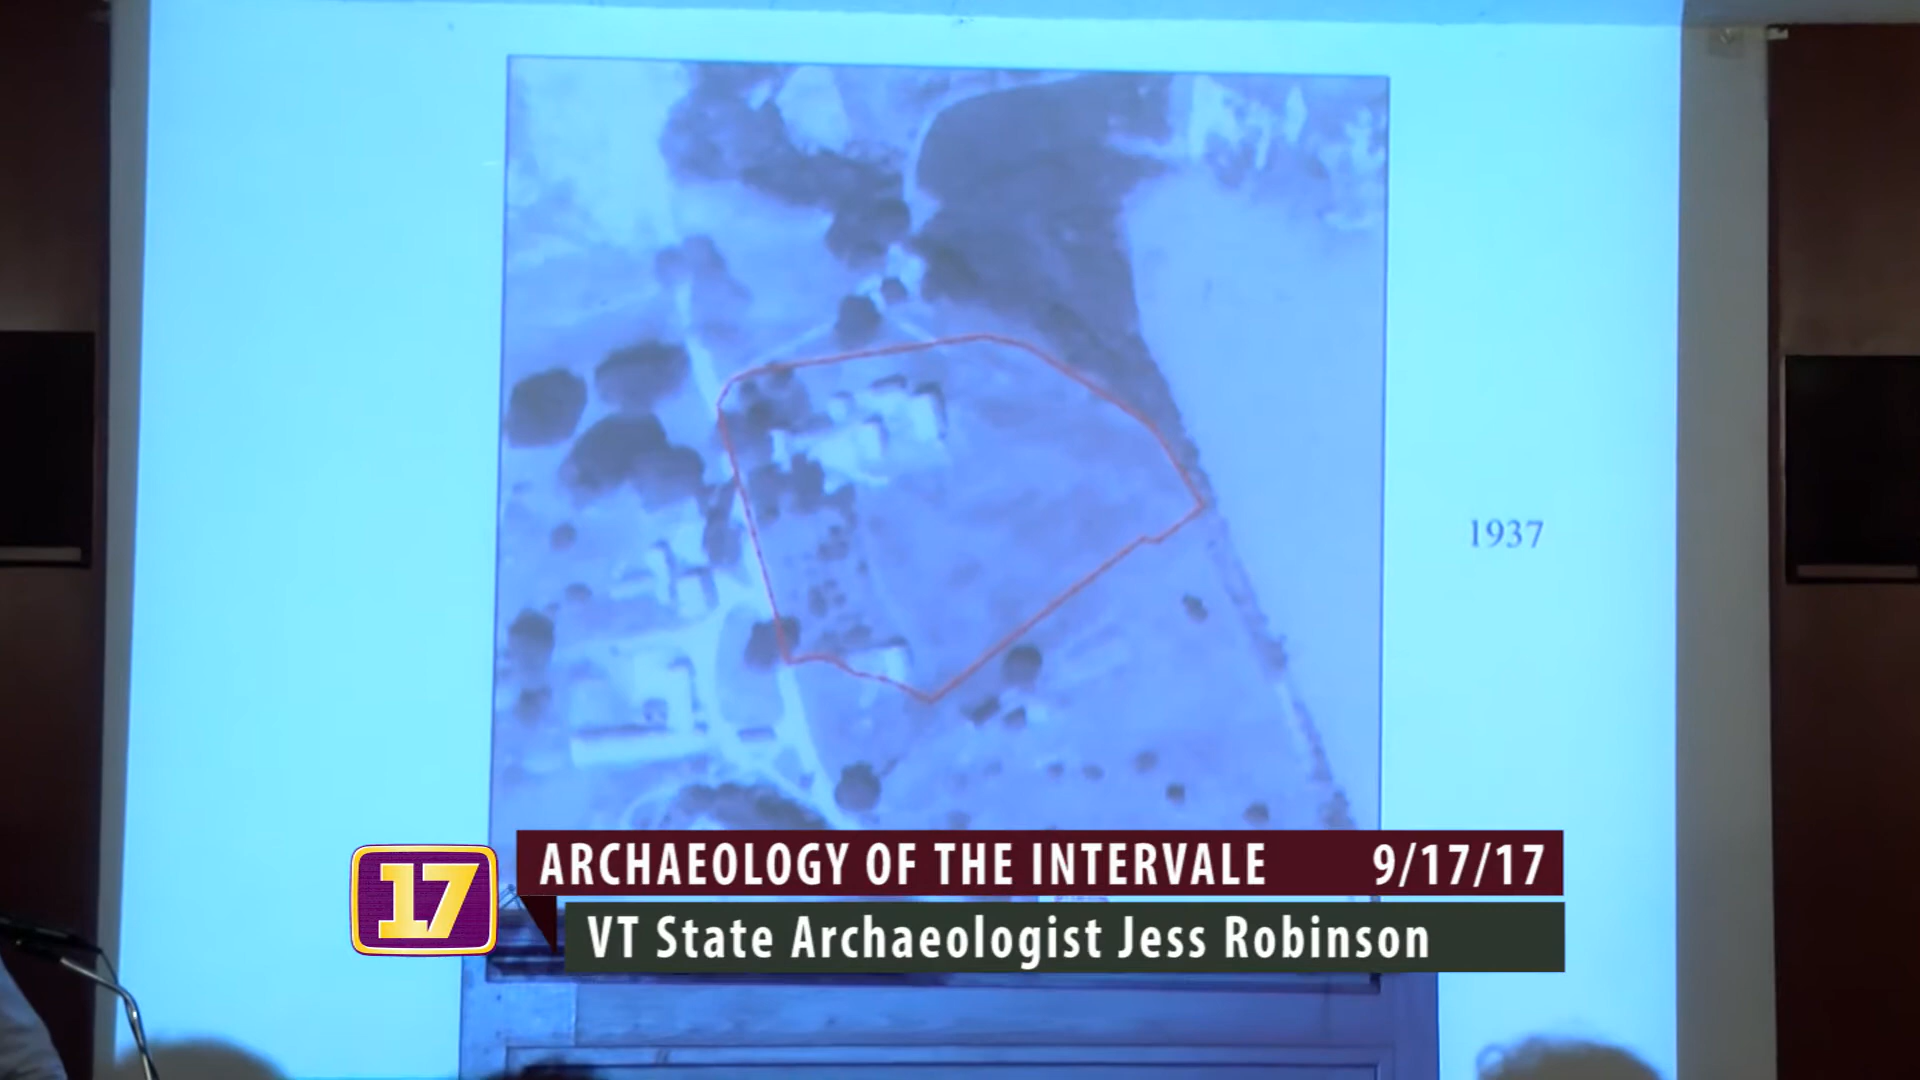 1937
ARCHAEOLOGY OF THE INTERVALE 9/17/17
17
VT State Archaeologist Jess Robinson